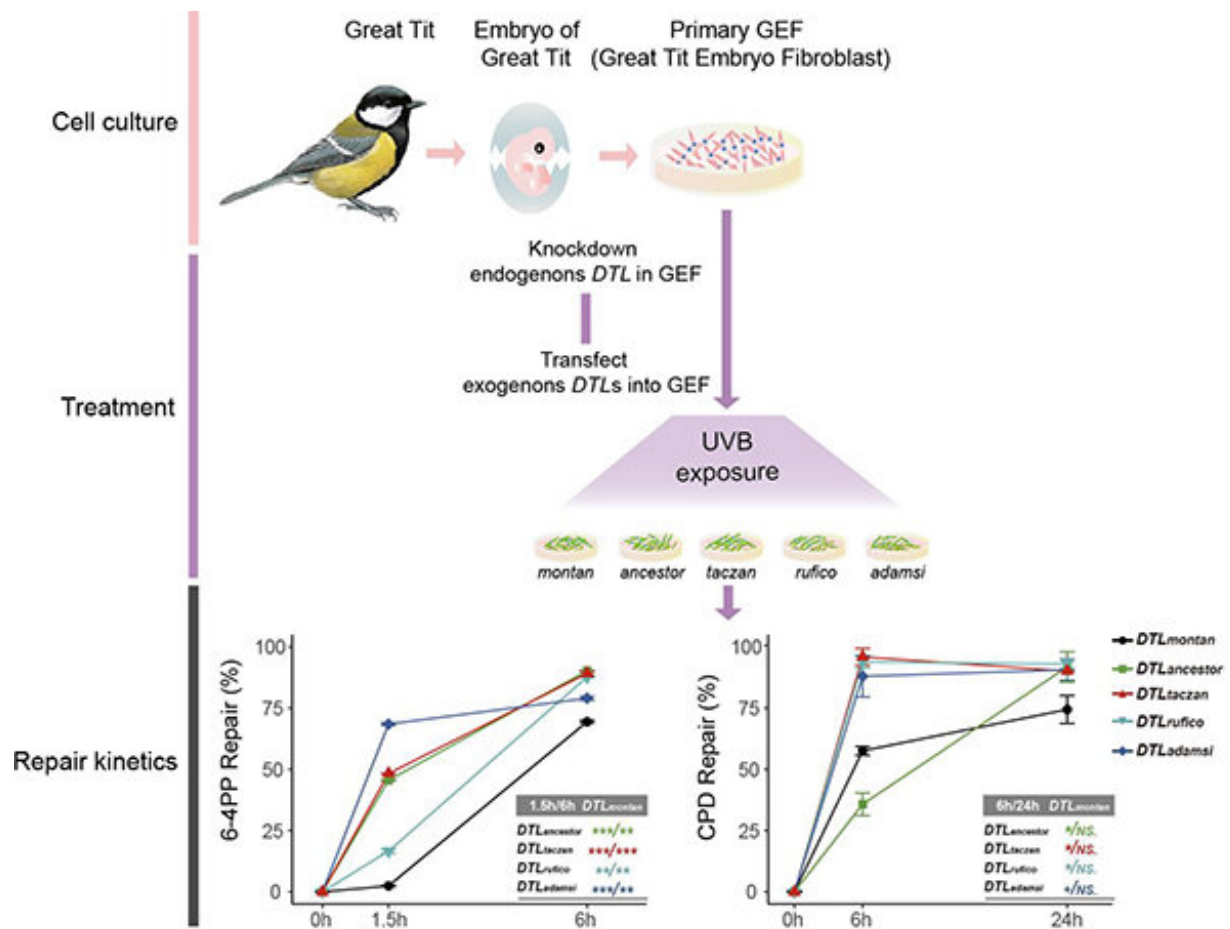 Great Tit
Embryo of
Great Tit
Primary GEF
(Great Tit Embryo Fibroblast)
Cell culture
Knockdown
endogenons DTL in GEF
Transfect
exogenons DTLs into GEF
Treatment
UVB
exposure
montan ancestor taczan rufico adamsi
Repair kinetics
6-4PP Repair (%)
100
75
50
25
0
0h 1.5h 6h
1.5h/6h DTLmontan
DTLancestor ***/**
DTLtaczan ***/***
DTLrufico **/**
DTLadamsi ***/**
CPD Repair (%)
100
75
50
25
0
0h 6h 24h
6h/24h DTLmontan
DTLancestor */NS.
DTLtaczan */NS.
DTLrufico */NS.
DTLadamsi +/NS.
DTLmontan
DTLancestor
DTLtaczan
DTLrufico
DTLadamsi